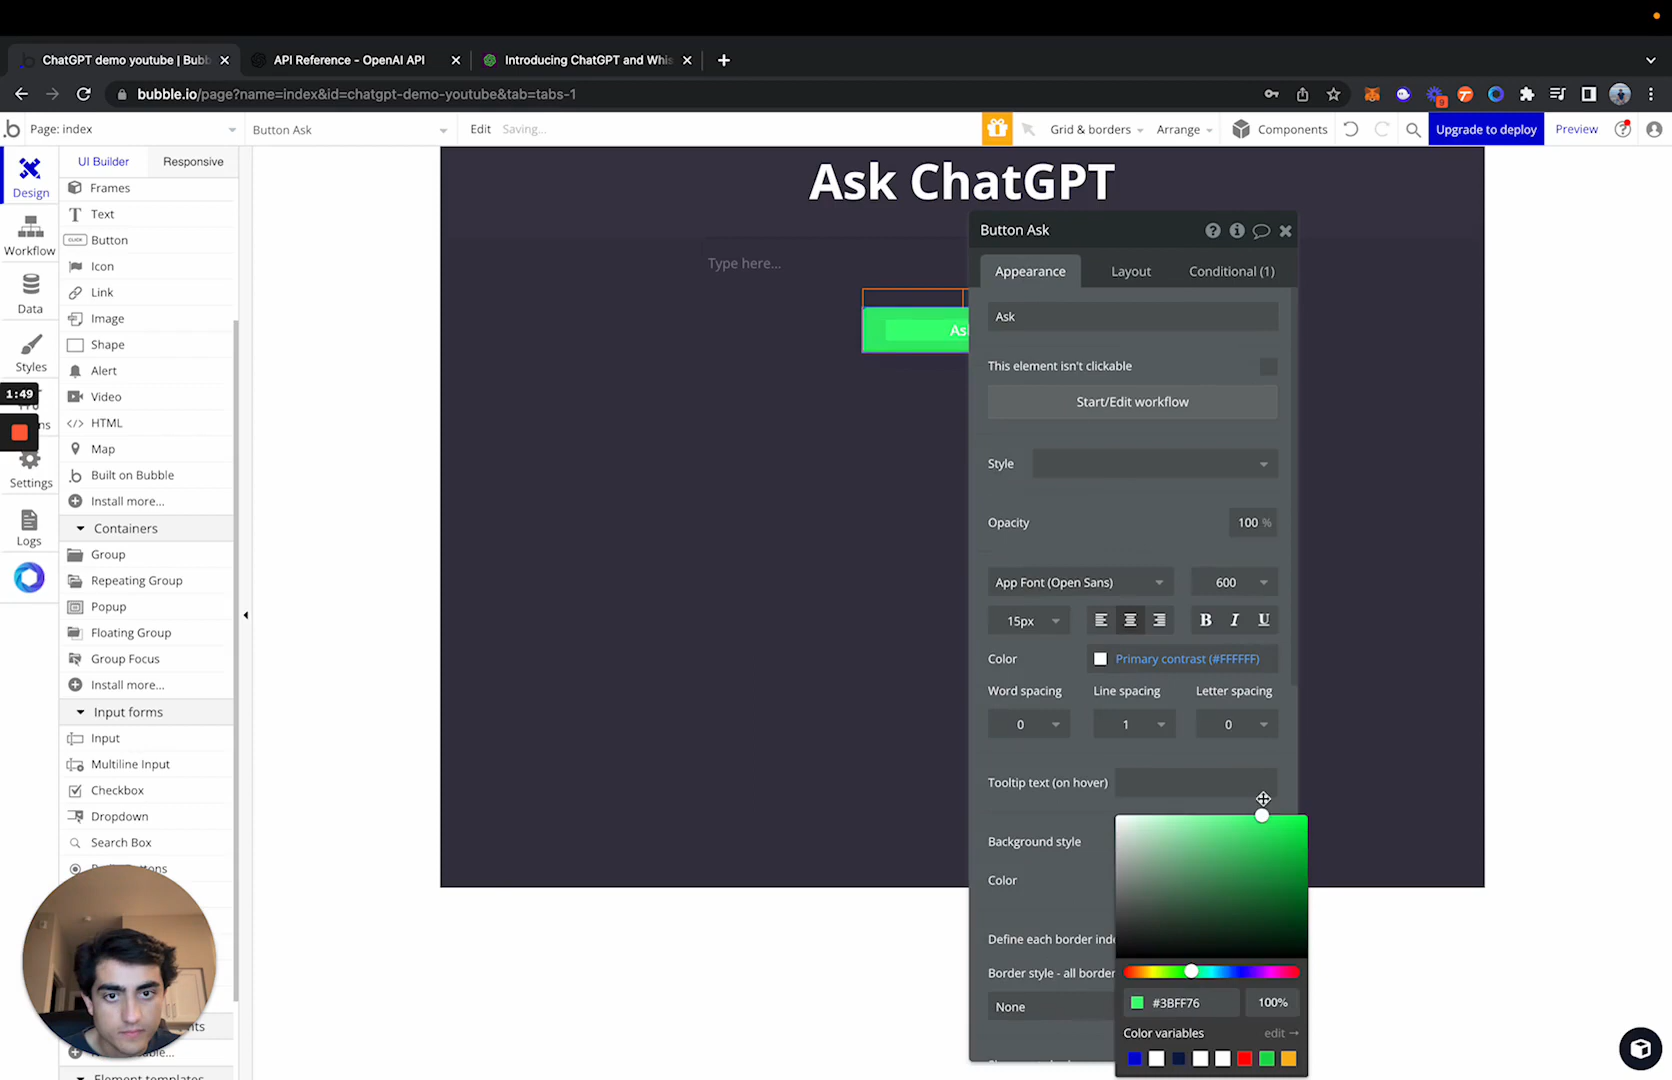 ChatGPT demo youtube | Bubb
API Reference - OpenAI API
Introducing ChatGPT and Whis
bubble.io/page?name=index&id=chatgpt-demo-youtube&tab=tabs-1
Page: index
Button Ask
Edit
Saving...
Grid & borders
Arrange
Components
Upgrade to deploy
Preview
UI Builder
Responsive
Design
Workflow
Data
Styles
1:49
Settings
Logs
Frames
Text
CLICK
Button
Icon
Link
Image
Shape
Alert
Video
HTML
Map
Built on Bubble
Install more...
Containers
Group
Repeating Group
Popup
Floating Group
Group Focus
Install more...
Input forms
Input
Multiline Input
Checkbox
Dropdown
Search Box
Ask ChatGPT
Type here...
Button Ask
Appearance
Layout
Conditional (1)
Ask
This element isn't clickable
Start/Edit workflow
Style
Opacity
100 %
App Font (Open Sans)
600
15px
B I U
Color
Primary contrast (#FFFFFF)
Word spacing
Line spacing
Letter spacing
0
1
0
Tooltip text (on hover)
Background style
Color
Define each border inde
Border style - all border
None
#3BFF76
100%
Color variables
edit →